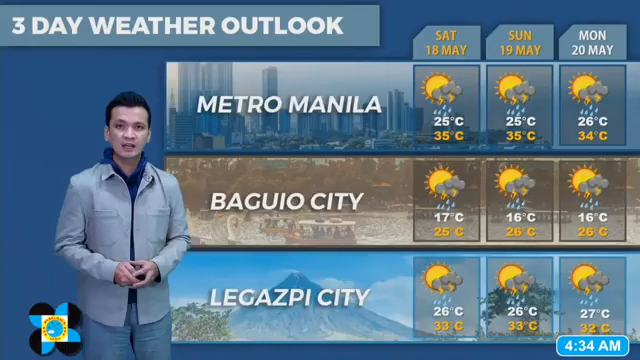 3 DAY WEATHER OUTLOOK
SAT
18 MAY
SUN
19 MAY
MON
20 MAY
METRO MANILA
25°C
35°C
25°C
35°C
26°C
34°C
BAGUIO CITY
17°C
25°C
16°C
26°C
16°C
26°C
LEGAZPI CITY
26°C
33°C
26°C
33°C
27°C
32°C
4:34 AM